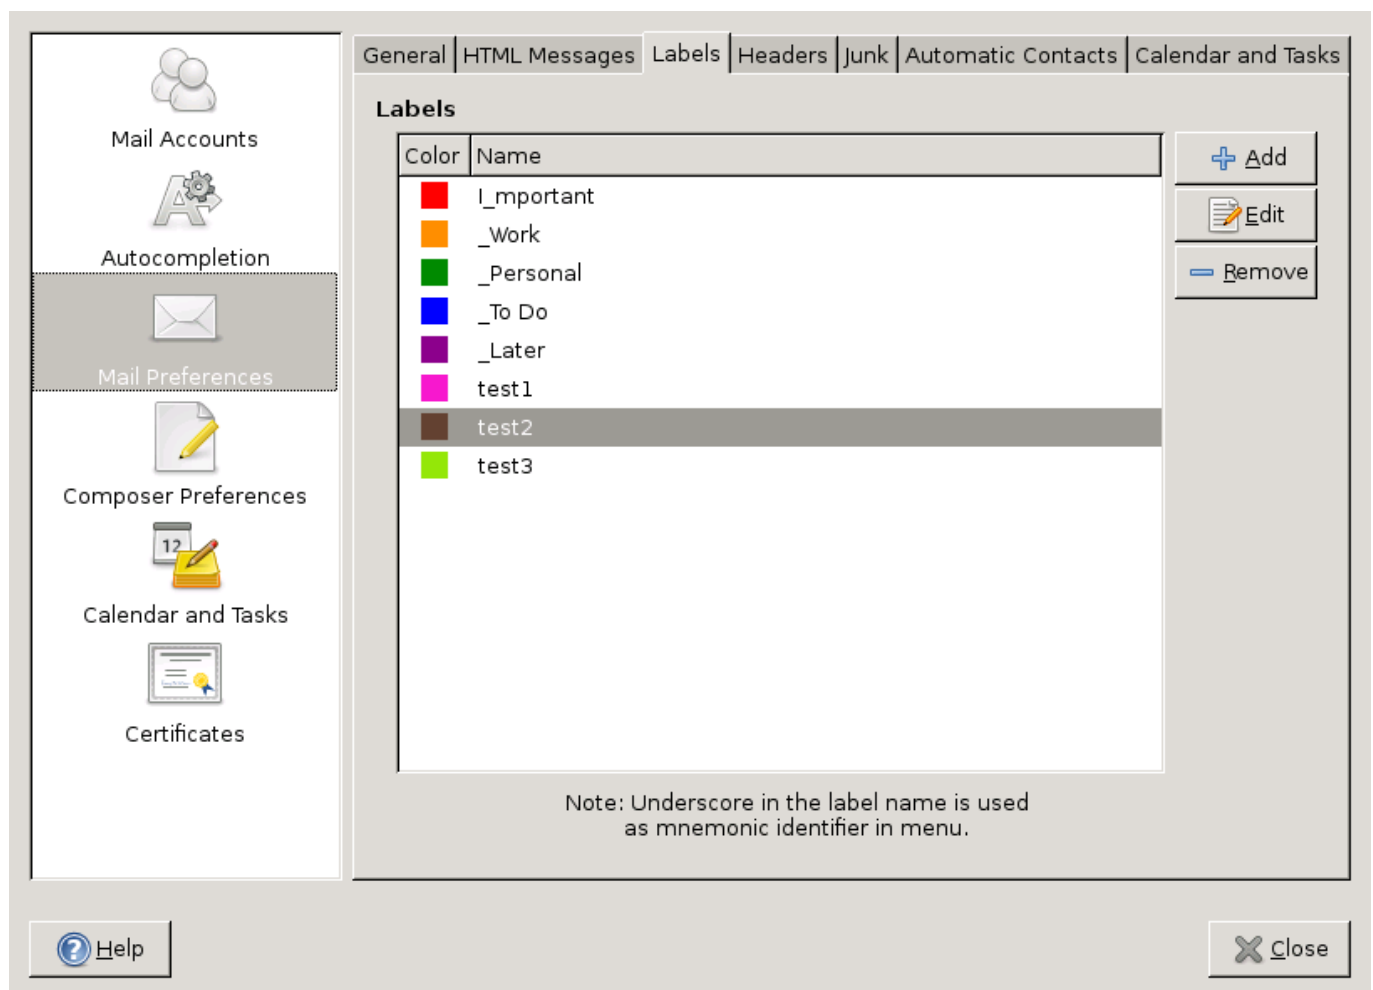 Mail Accounts
Autocompletion
Mail Preferences
Composer Preferences
12
Calendar and Tasks
Certificates
General HTML Messages Labels Headers Junk Automatic Contacts Calendar and Tasks
Labels
Color Name
I_mportant
_Work
_Personal
_To Do
_Later
test1
test2
test3
Add
Edit
Remove
Note: Underscore in the label name is used
as mnemonic identifier in menu.
Help
Close